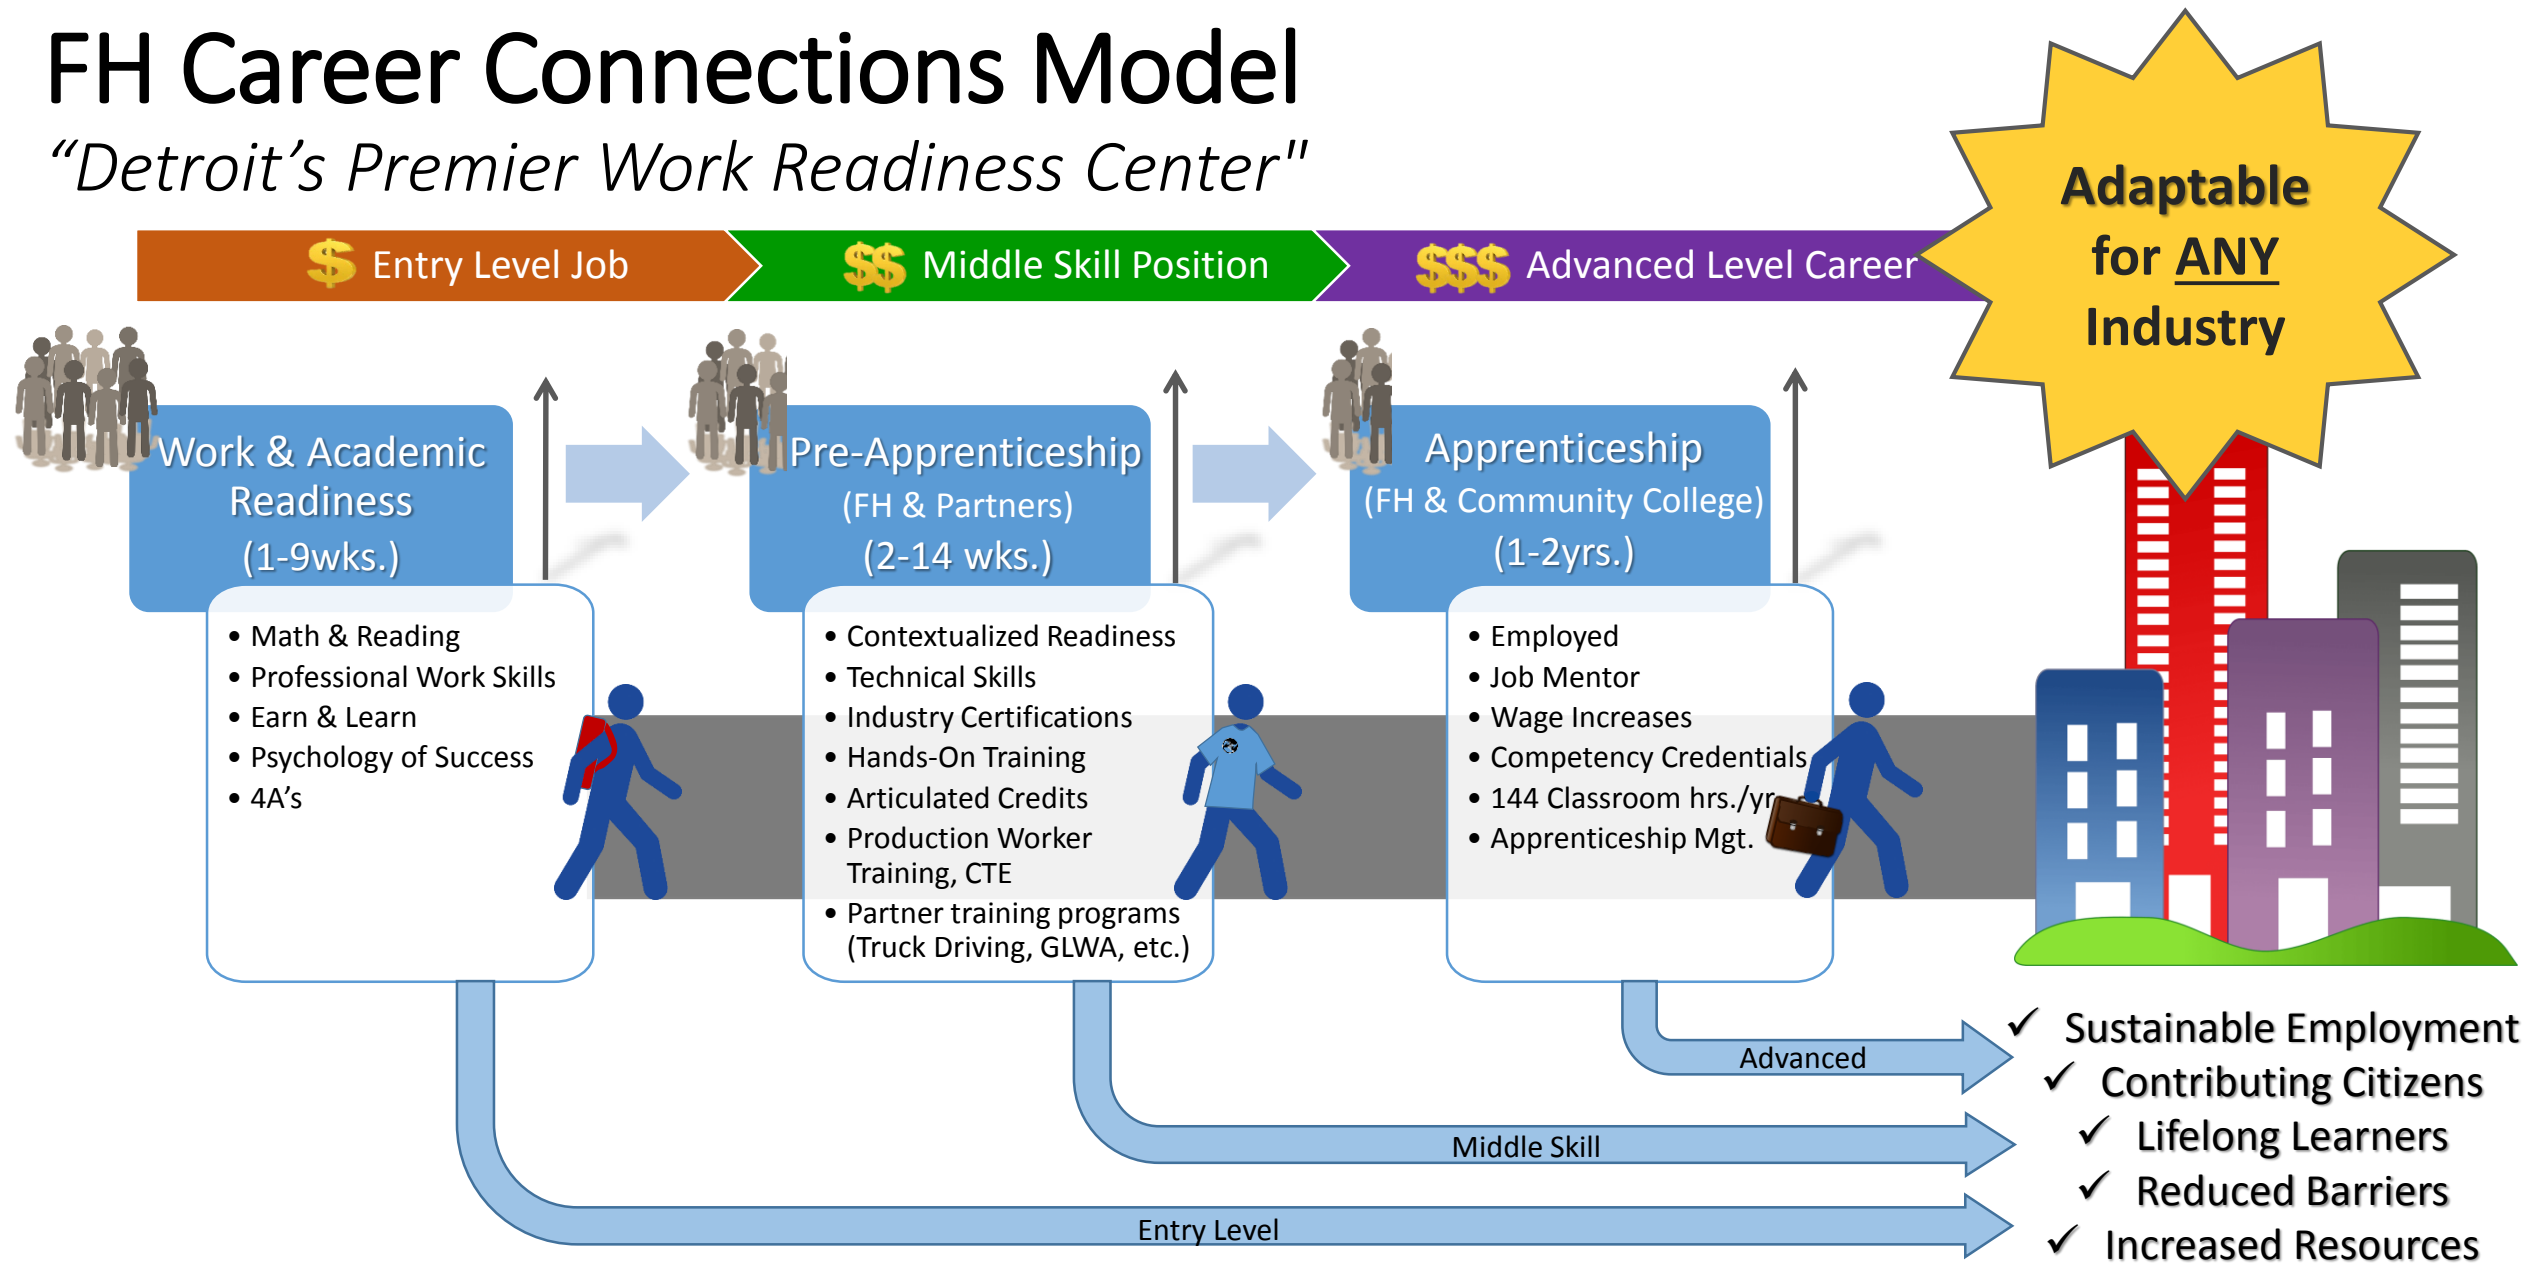 FH Career Connections Model
“Detroit’s Premier Work Readiness Center"
$ Entry Level Job
$$ Middle Skill Position
$$$ Advanced Level Career
Adaptable
for ANY
Industry
Work & Academic
Readiness
(1-9wks.)
• Math & Reading
• Professional Work Skills
• Earn & Learn
• Psychology of Success
• 4A’s
Pre-Apprenticeship
(FH & Partners)
(2-14 wks.)
• Contextualized Readiness
• Technical Skills
• Industry Certifications
• Hands-On Training
• Articulated Credits
• Production Worker
Training, CTE
• Partner training programs
(Truck Driving, GLWA, etc.)
Apprenticeship
(FH & Community College)
(1-2yrs.)
• Employed
• Job Mentor
• Wage Increases
• Competency Credentials
• 144 Classroom hrs./yr
• Apprenticeship Mgt.
Advanced
Middle Skill
Entry Level
✓ Sustainable Employment
✓ Contributing Citizens
✓ Lifelong Learners
✓ Reduced Barriers
✓ Increased Resources